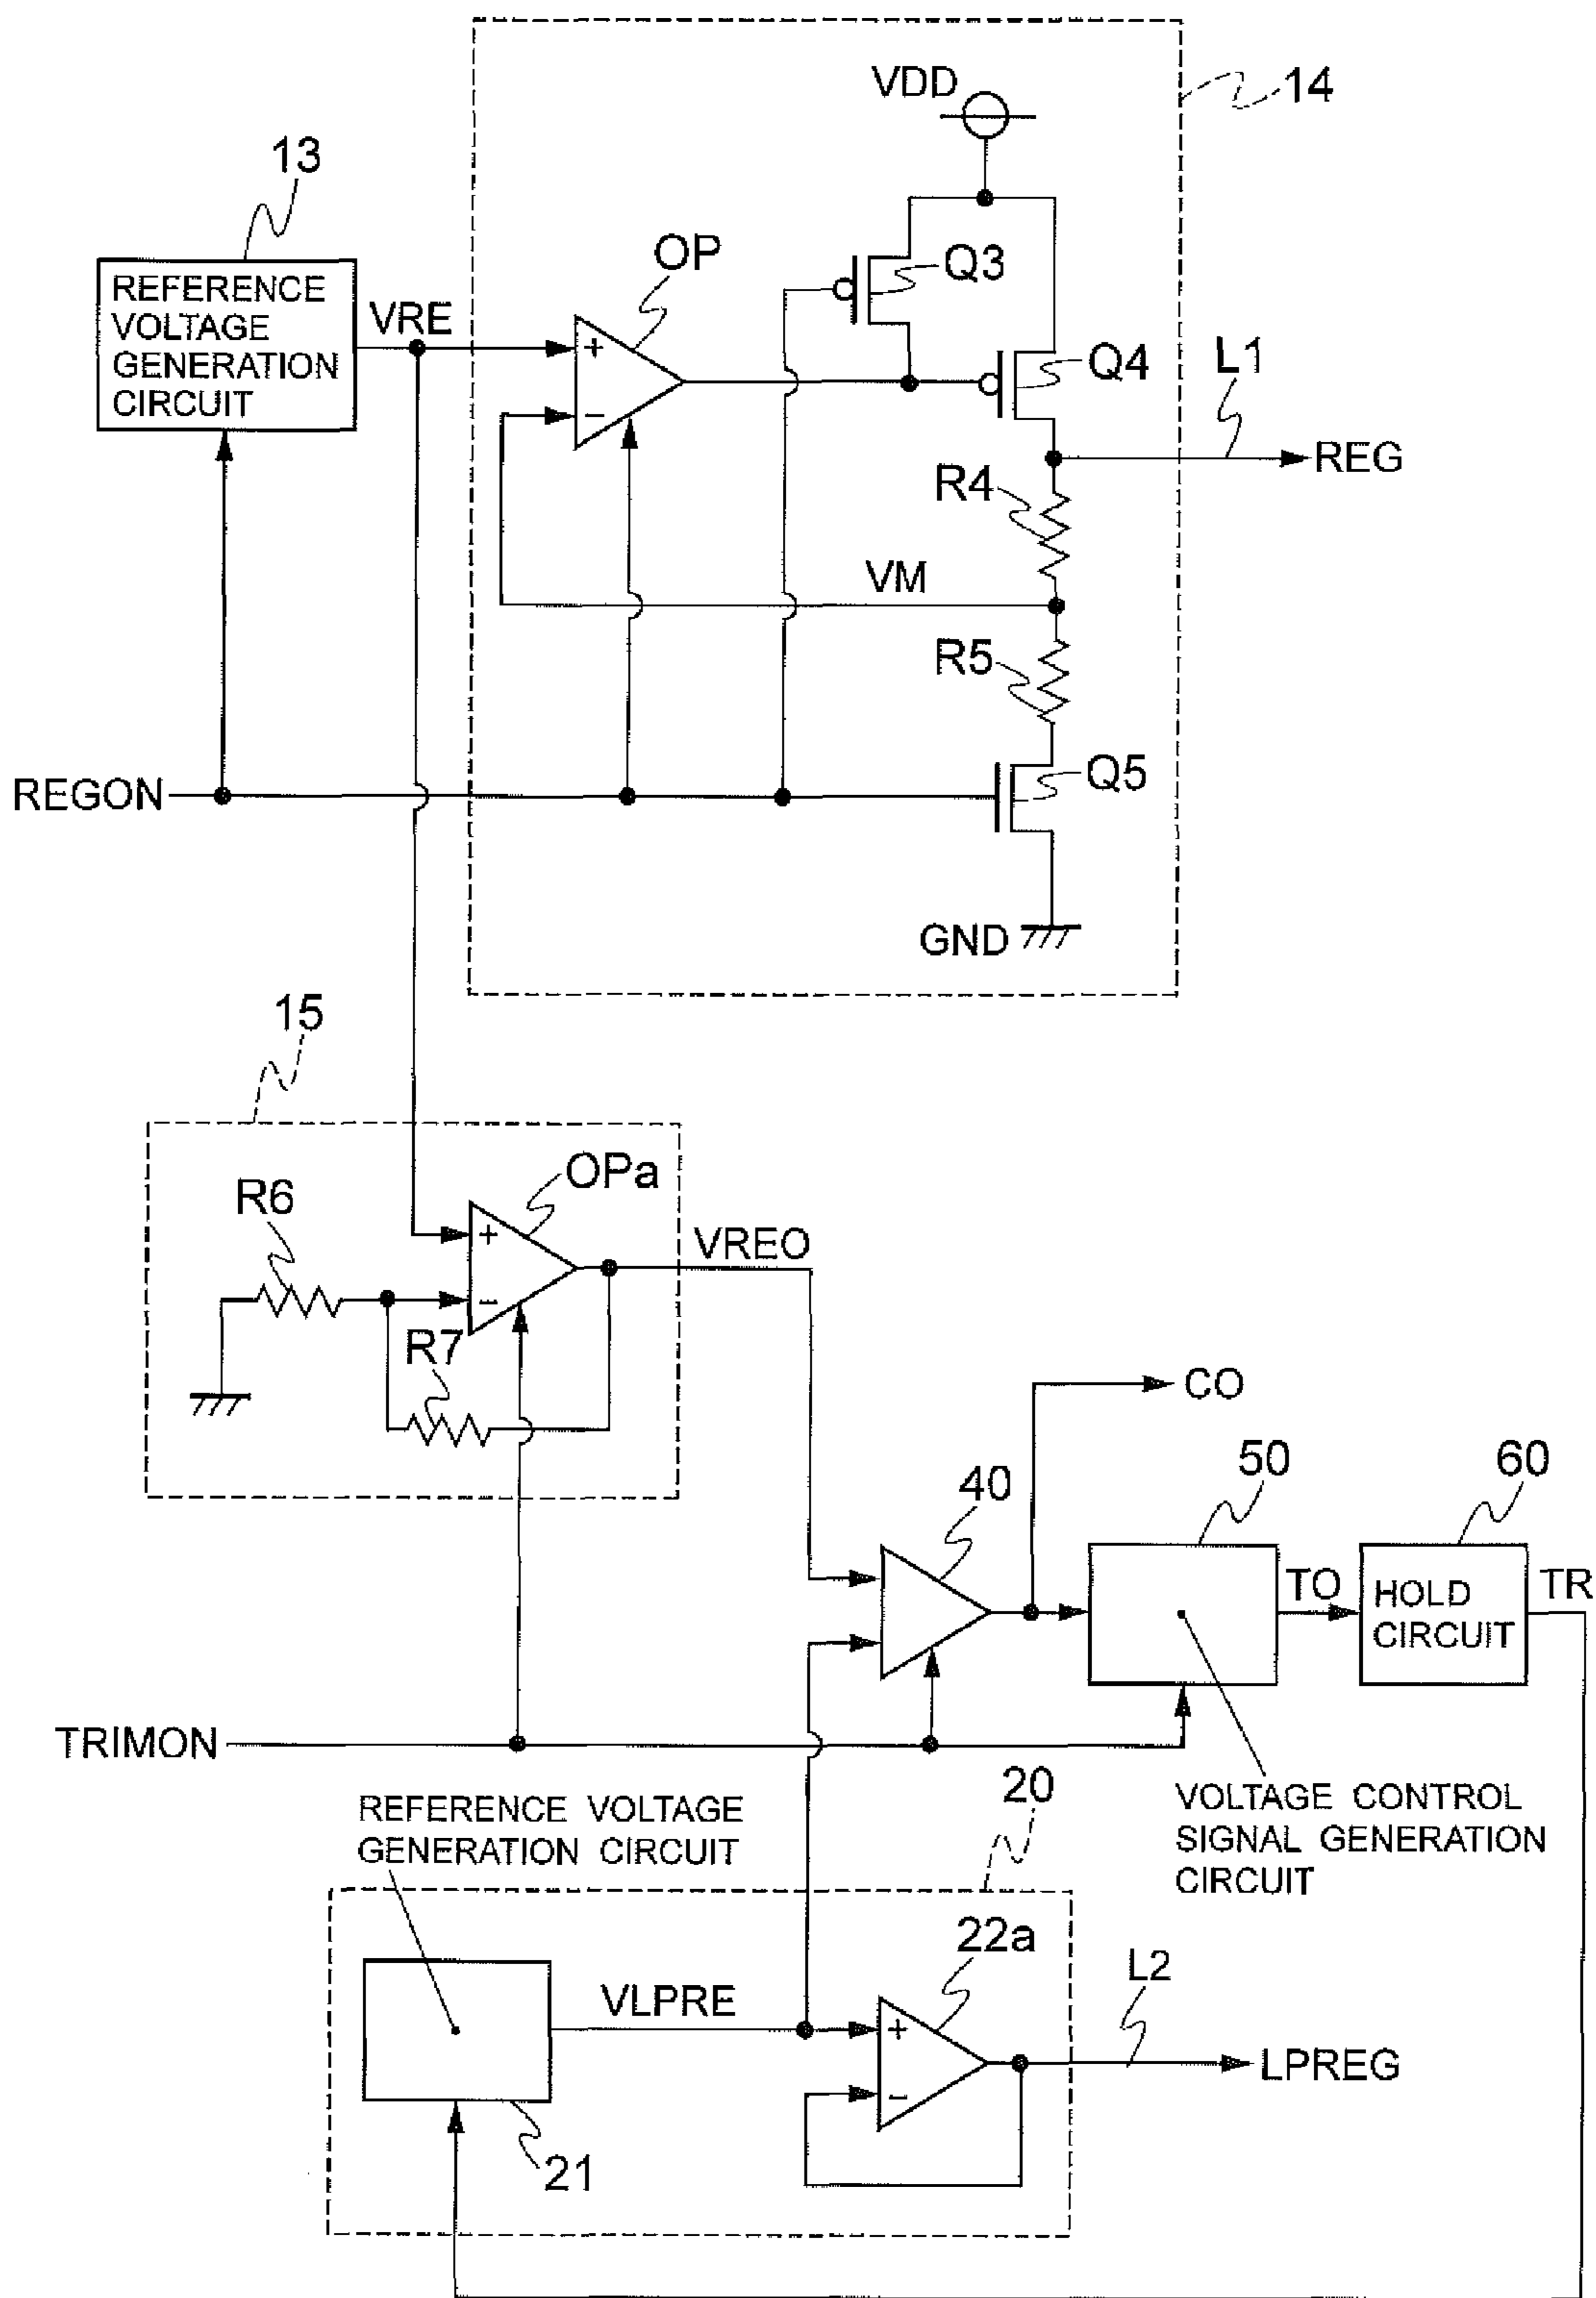 VDD
14
13
OP
Q3
REFERENCE
VOLTAGE
GENERATION
CIRCUIT
VRE
+
−
Q4
L1
REG
R4
VM
R5
REGON
Q5
GND
15
OPa
R6
+
−
VREO
R7
CO
40
50
60
TO
HOLD
CIRCUIT
TR
TRIMON
20
REFERENCE VOLTAGE
GENERATION CIRCUIT
VOLTAGE CONTROL
SIGNAL GENERATION
CIRCUIT
22a
L2
VLPRE
+
−
LPREG
21